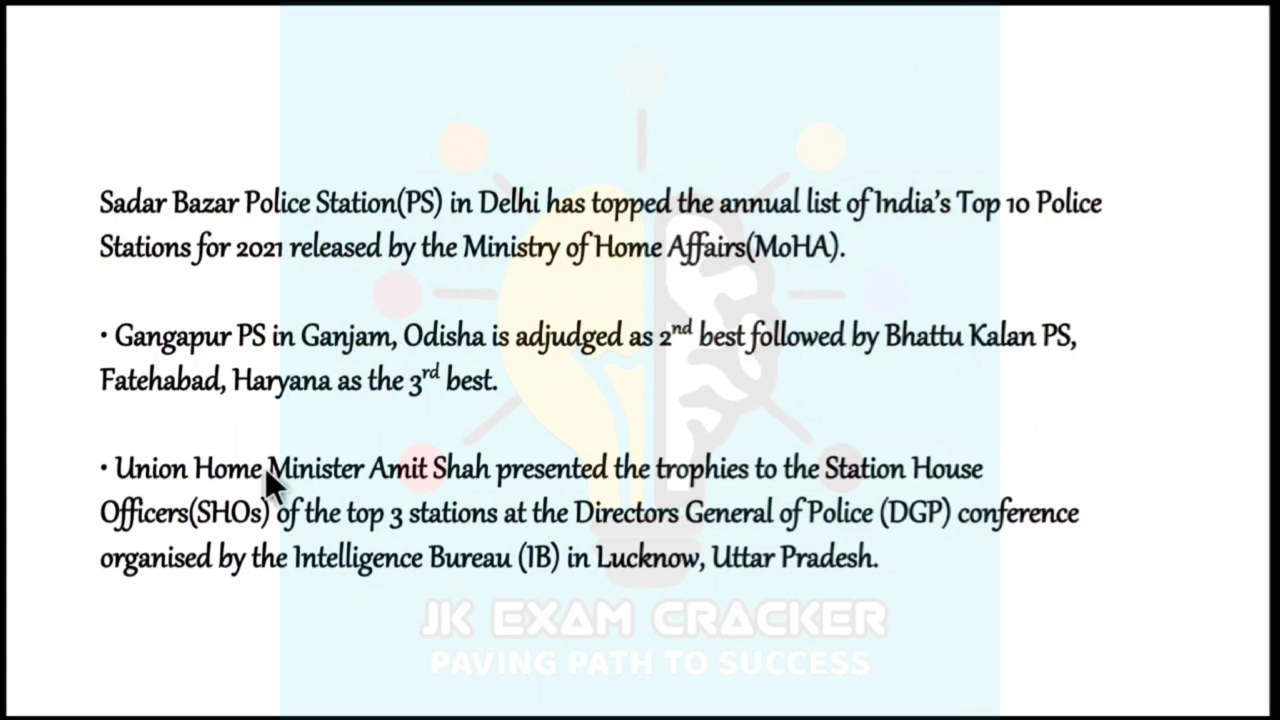 Sadar Bazar Police Station(PS) in Delhi has topped the annual list of India's Top 10 Police
Stations for 2021 released by the Ministry of Home Affairs(MoHA).
• Gangapur PS in Ganjam, Odisha is adjudged as 2nd best followed by Bhattu Kalan PS,
Fatehabad, Haryana as the 3rd best.
• Union Home Minister Amit Shah presented the trophies to the Station House
Officers(SHOs) of the top 3 stations at the Directors General of Police (DGP) conference
organised by the Intelligence Bureau (IB) in Lucknow, Uttar Pradesh.
JK EXAM CRACKER
PAVING PATH TO SUCCESS